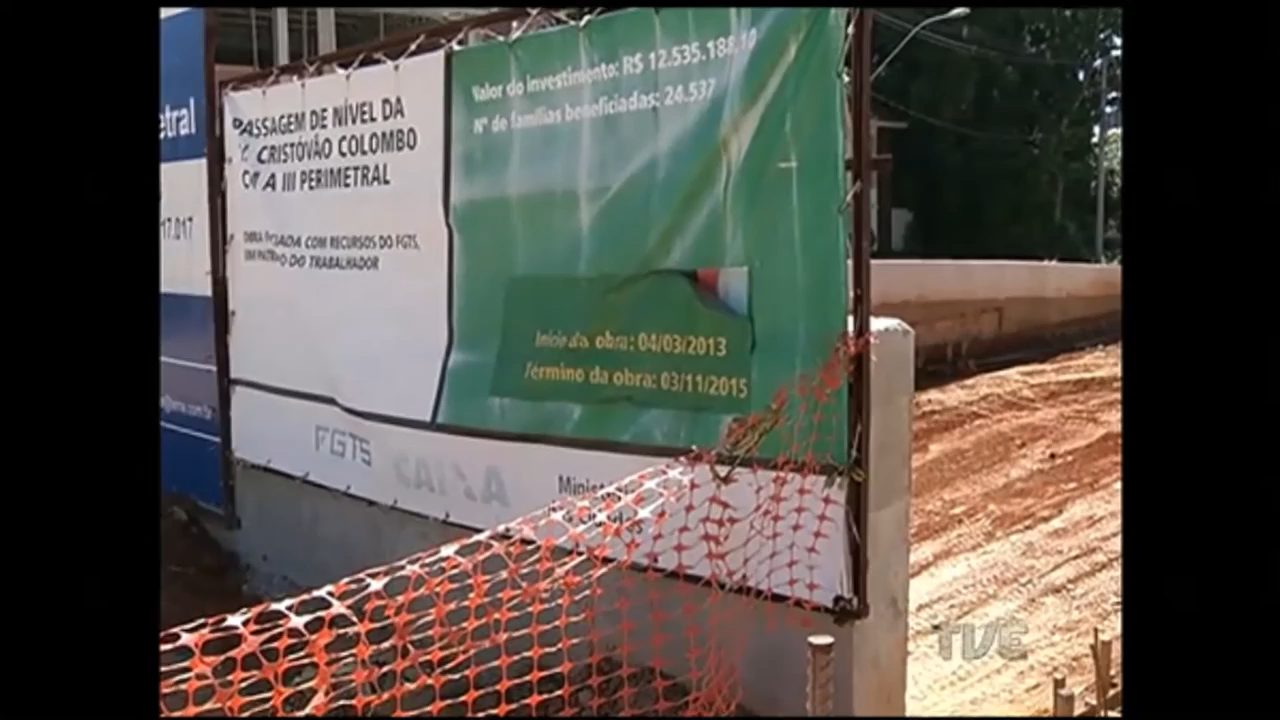 etral
17.017
PASSAGEM DE NÍVEL DA
CRISTÓVÃO COLOMBO
A III PERIMETRAL
OBRA COM RECURSOS DO FGTS,
DO TRABALHADOR
Valor do investimento: R$ 12.535.188,10
Nº de famílias beneficiadas: 24.537
Início da obra: 04/03/2013
Término da obra: 03/11/2015
FGTS
CAIXA
TVE